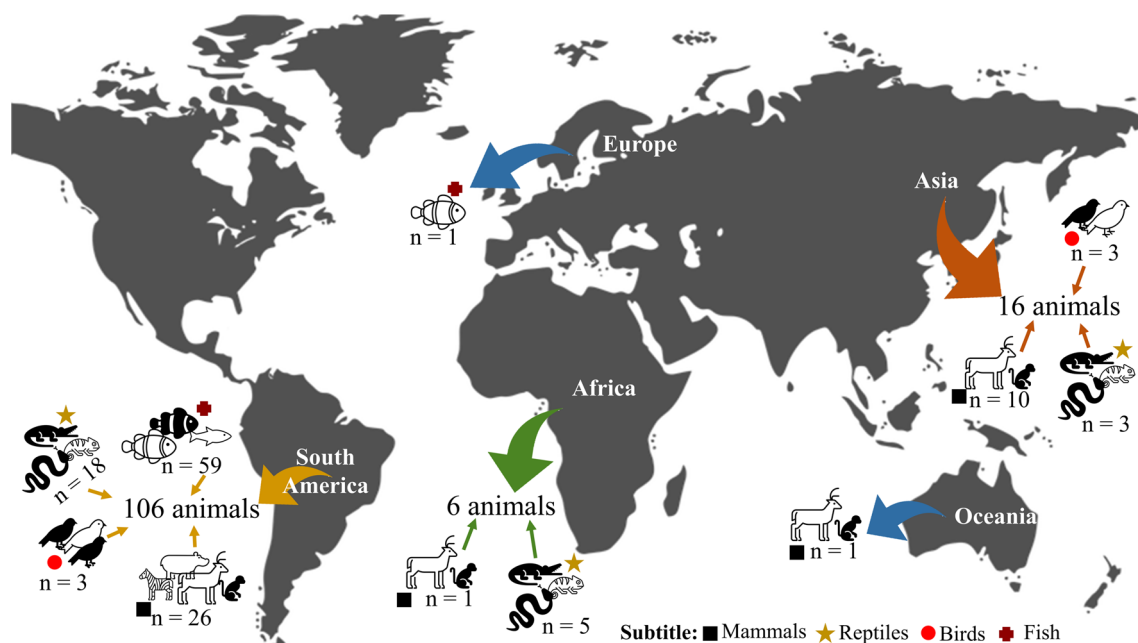 Europe
n = 1
Asia
n = 3
16 animals
n = 10
n = 3
Africa
6 animals
n = 1
n = 5
South
America
n = 18
n = 59
106 animals
n = 3
n = 26
Oceania
n = 1
Subtitle: Mammals Reptiles Birds Fish